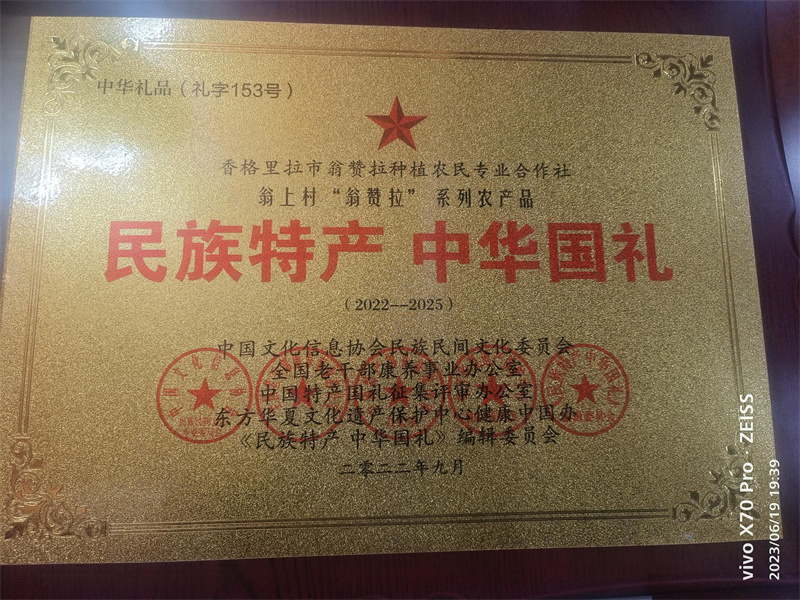 中华礼品（礼字153号）
香格里拉市翁赞拉种植农民专业合作社
翁上村“翁赞拉”系列农产品
民族特产 中华国礼
（2022--2025）
中国文化信息协会民族民间文化委员会
全国老干部康养事业办公室
中国特产国礼征集评审办公室
东方华夏文化遗产保护中心健康中国办
《民族特产 中华国礼》编辑委员会
二零二二年九月
vivo X70 Pro · ZEISS
2023/06/19 19:39